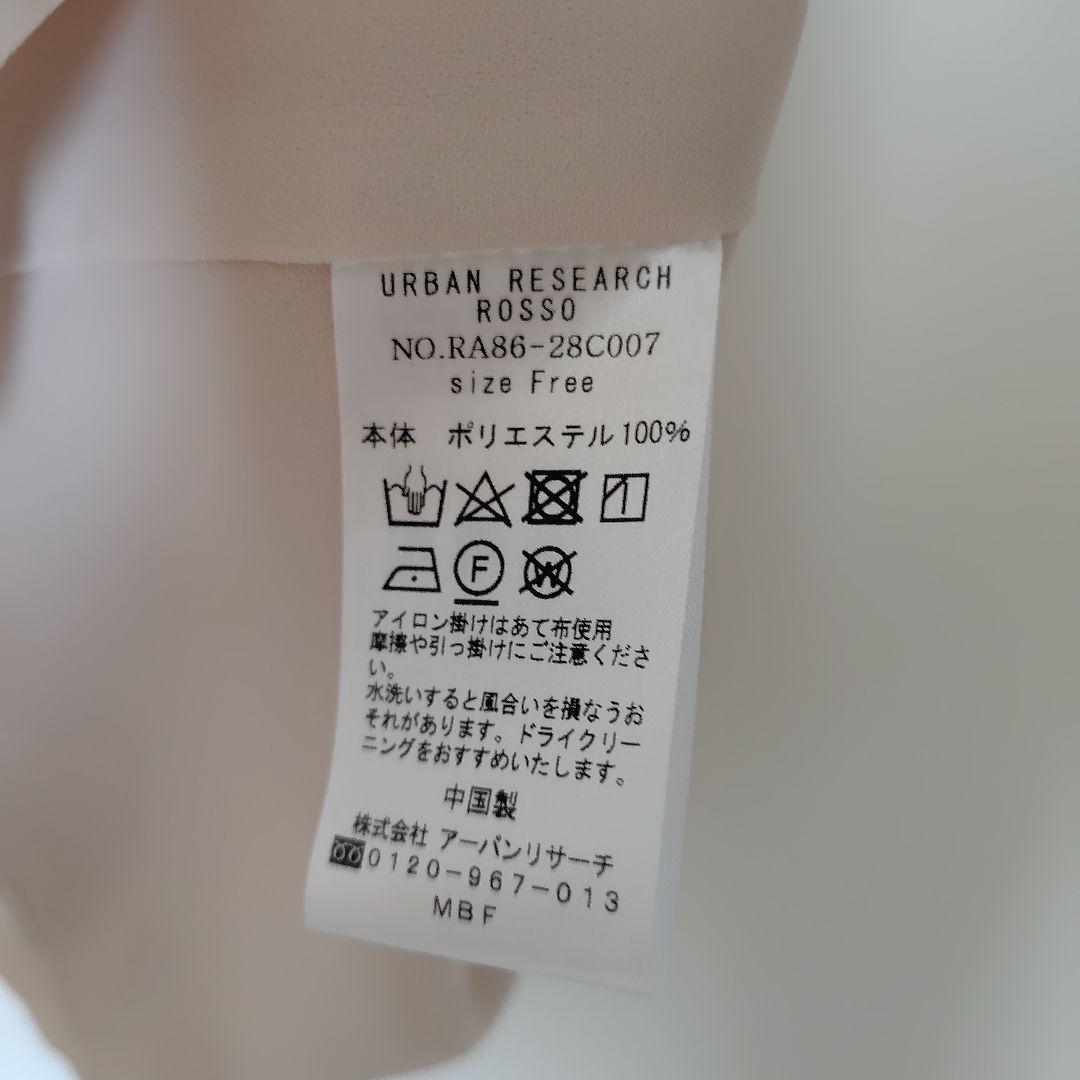 URBAN RESEARCH
ROSSO
NO.RA86-28C007
size Free
本体 ポリエステル100%
F
W
アイロン掛けはあて布使用
摩擦や引っ掛けにご注意くださ
い。
水洗いすると風合いを損なうお
それがあります。ドライクリー
ニングをおすすめいたします。
中国製
株式会社 アーバンリサーチ
0120-967-013
MBF